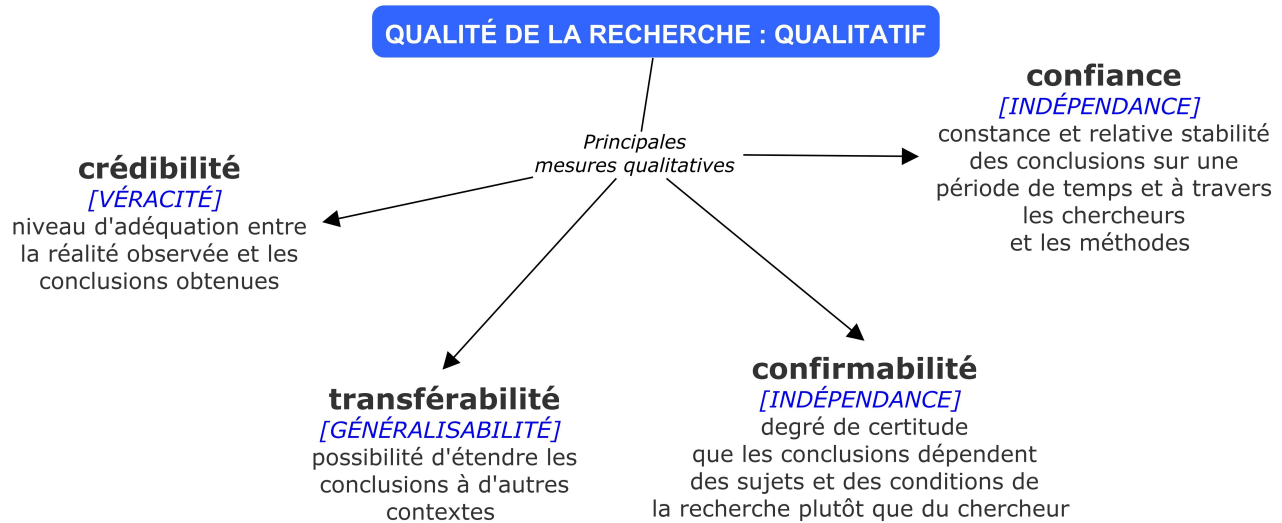 QUALITÉ DE LA RECHERCHE : QUALITATIF
Principales
mesures qualitatives
crédibilité
[VÉRACITÉ]
niveau d'adéquation entre
la réalité observée et les
conclusions obtenues
transférabilité
[GÉNÉRALISABILITÉ]
possibilité d'étendre les
conclusions à d'autres
contextes
confirmabilité
[INDÉPENDANCE]
degré de certitude
que les conclusions dépendent
des sujets et des conditions de
la recherche plutôt que du chercheur
confiance
[INDÉPENDANCE]
constance et relative stabilité
des conclusions sur une
période de temps et à travers
les chercheurs
et les méthodes